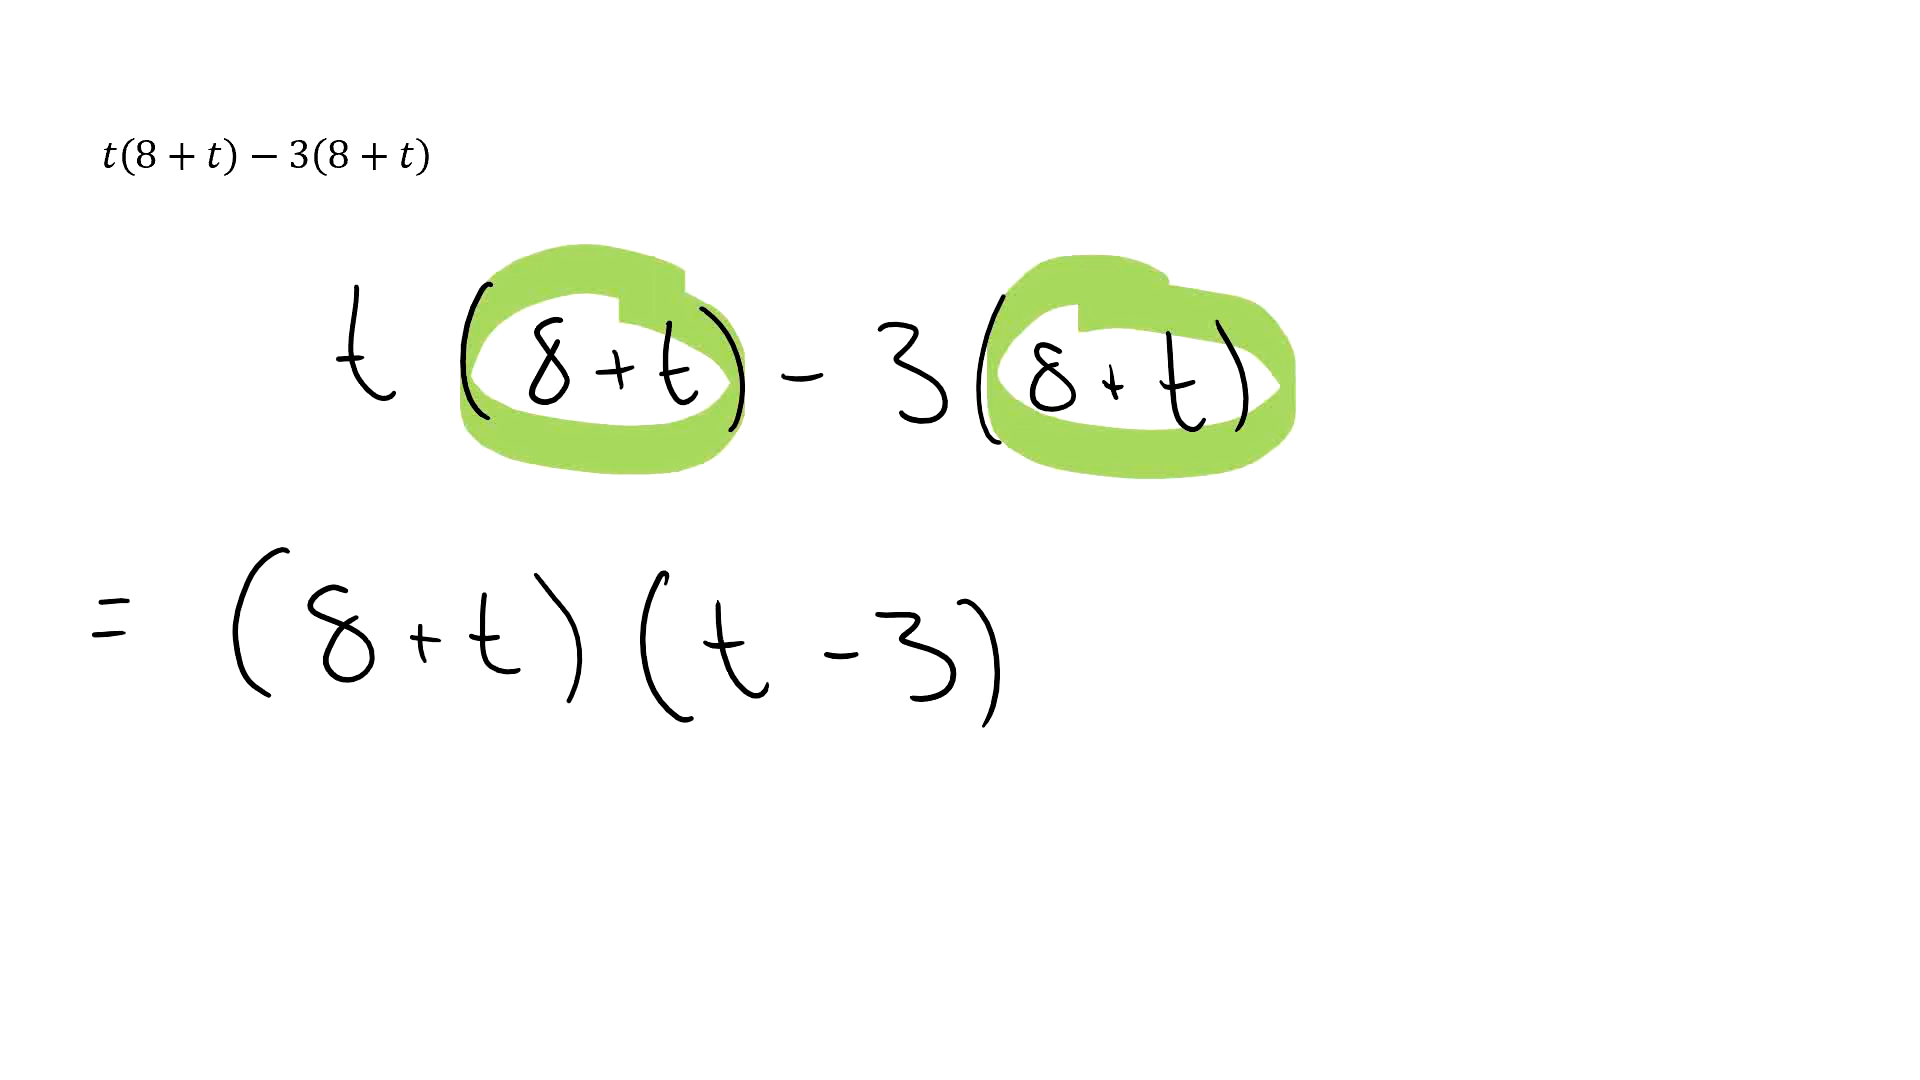 t(8 + t) − 3(8 + t)
t (8 + t) - 3 (8 + t)
= (8 + t) (t - 3)